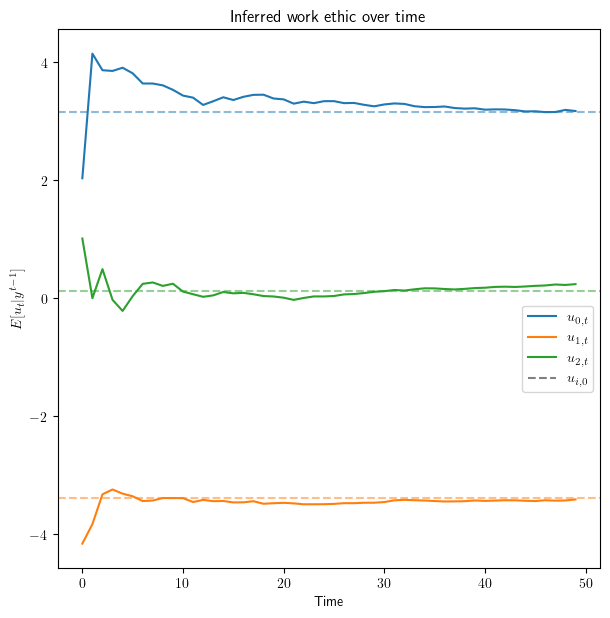 Inferred work ethic over time
4
2
0
−2
−4
E[u_t|y^{t−1}]
u_{0,t}
u_{1,t}
u_{2,t}
u_{i,0}
0 10 20 30 40 50
Time